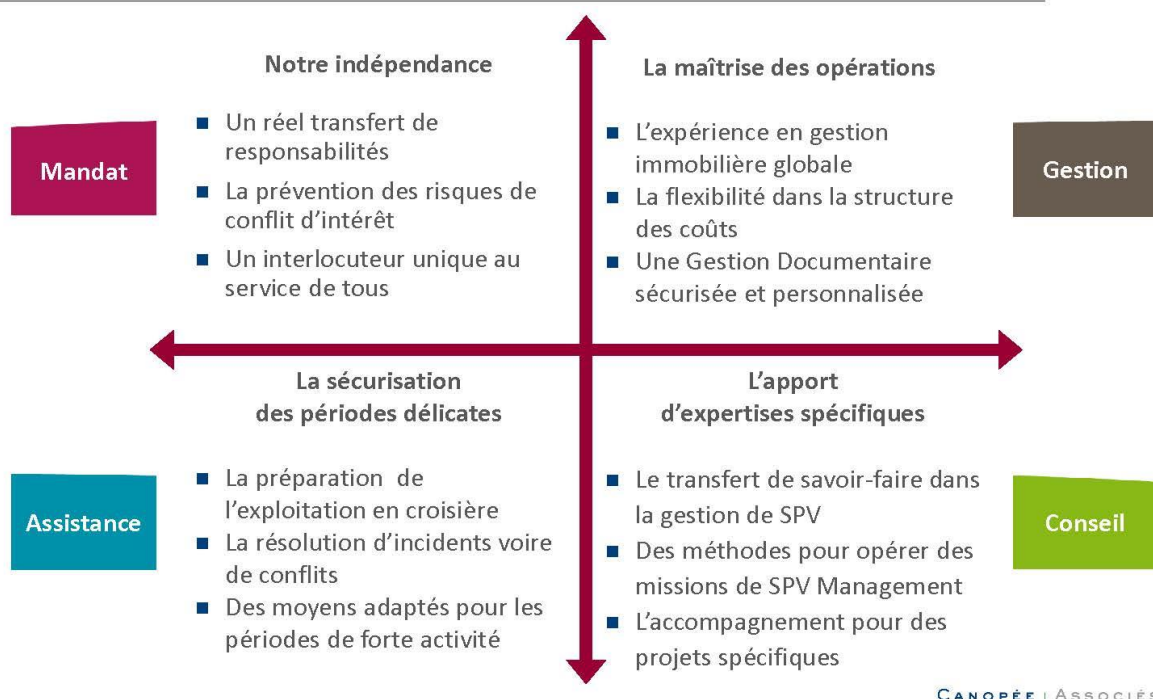 Notre indépendance
Mandat
■ Un réel transfert de
responsabilités
■ La prévention des risques de
conflit d'intérêt
■ Un interlocuteur unique au
service de tous
La maîtrise des opérations
■ L'expérience en gestion
immobilière globale
■ La flexibilité dans la structure
des coûts
■ Une Gestion Documentaire
sécurisée et personnalisée
Gestion
La sécurisation
des périodes délicates
Assistance
■ La préparation de
l'exploitation en croisière
■ La résolution d'incidents voire
de conflits
■ Des moyens adaptés pour les
périodes de forte activité
L'apport
d'expertises spécifiques
■ Le transfert de savoir-faire dans
la gestion de SPV
■ Des méthodes pour opérer des
missions de SPV Management
■ L'accompagnement pour des
projets spécifiques
Conseil
CANOPÉE | ASSOCIÉS